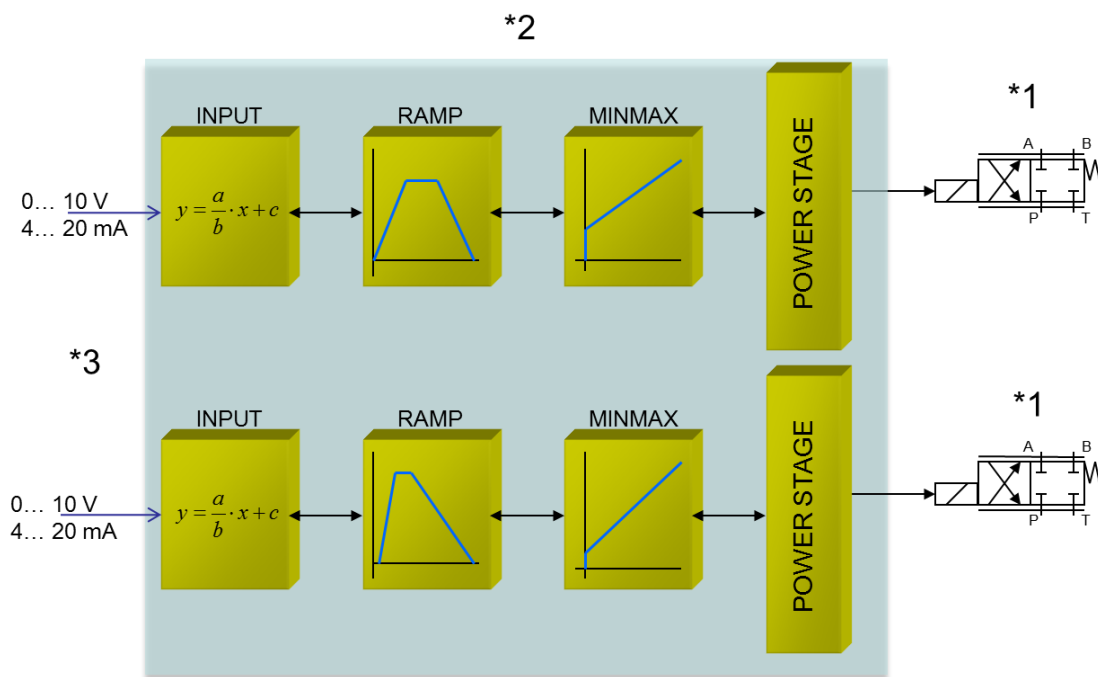 *2
*1
INPUT
RAMP
MINMAX
POWER STAGE
A
B
0... 10 V
4... 20 mA
y = a/b · x + c
P
T
*3
*1
INPUT
RAMP
MINMAX
POWER STAGE
A
B
0... 10 V
4... 20 mA
y = a/b · x + c
P
T